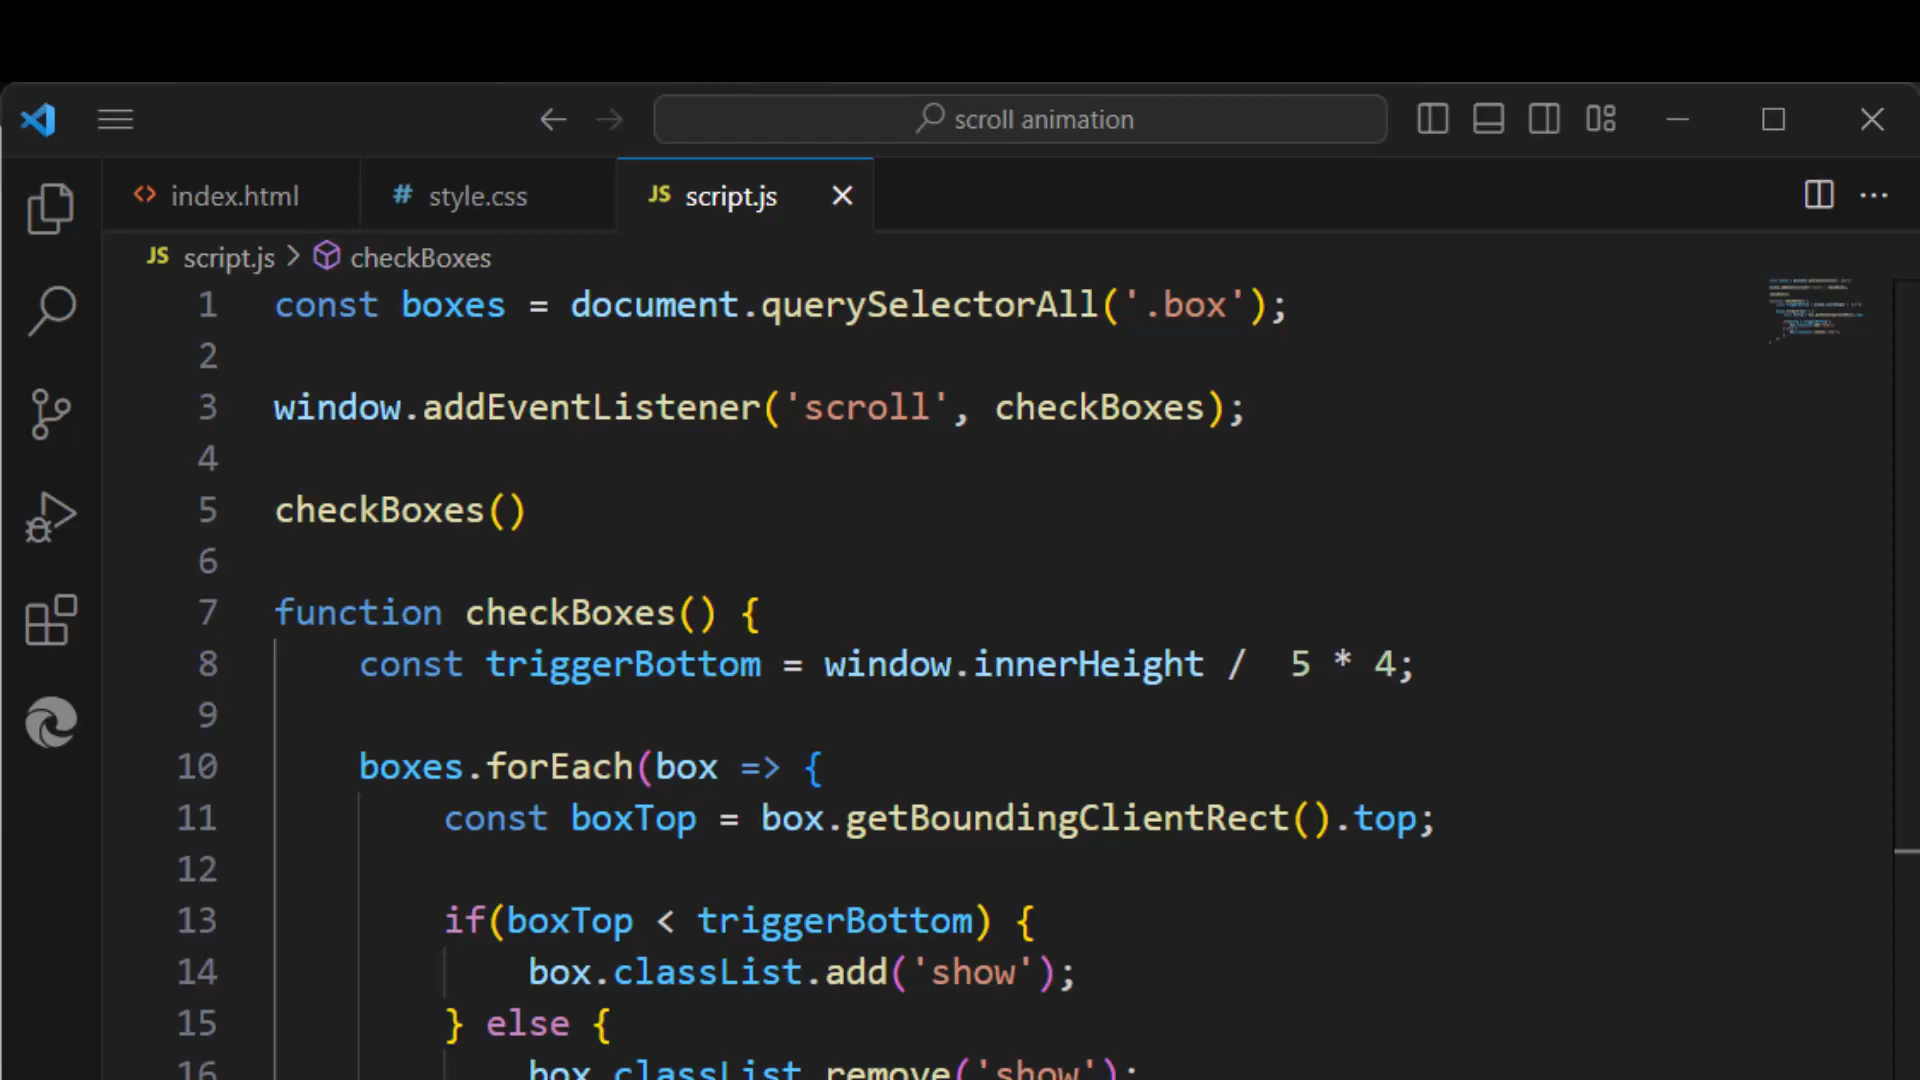 scroll animation
<> index.html # style.css JS script.js
JS script.js > checkBoxes
1 const boxes = document.querySelectorAll('.box');
2
3 window.addEventListener('scroll', checkBoxes);
4
5 checkBoxes()
6
7 function checkBoxes() {
8 const triggerBottom = window.innerHeight /  5 * 4;
9
10 boxes.forEach(box => {
11 const boxTop = box.getBoundingClientRect().top;
12
13 if(boxTop < triggerBottom) {
14 box.classList.add('show');
15 } else {
16 box.classList.remove('show');